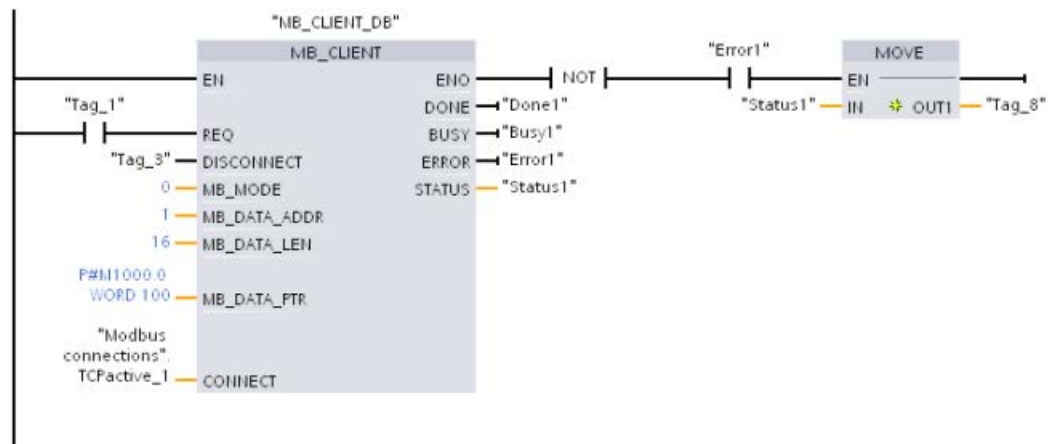 "MB_CLIENT_DB"
MB_CLIENT
"Error1"
MOVE
EN
ENO
NOT
EN
"Tag_1"
DONE
"Done1"
"Status1"
IN
OUT1
"Tag_8"
REQ
BUSY
"Busy1"
"Tag_3"
DISCONNECT
ERROR
"Error1"
0
MB_MODE
STATUS
"Status1"
1
MB_DATA_ADDR
16
MB_DATA_LEN
P#M1000.0
WORD 100
MB_DATA_PTR
"Modbus
connections".
TCPactive_1
CONNECT